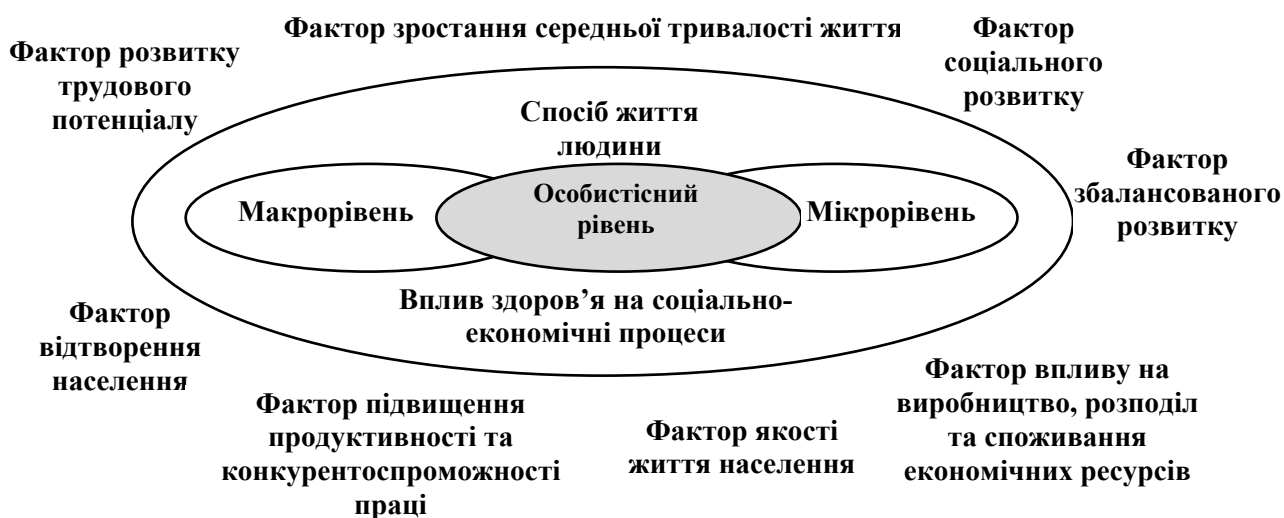 Фактор зростання середньої тривалості життя
Фактор розвитку
трудового
потенціалу
Фактор
соціального
розвитку
Спосіб життя
людини
Макрорівень
Особистісний
рівень
Мікрорівень
Фактор
збалансованого
розвитку
Вплив здоров’я на соціально-
економічні процеси
Фактор
відтворення
населення
Фактор підвищення
продуктивності та
конкурентоспроможності
праці
Фактор якості
життя населення
Фактор впливу на
виробництво, розподіл
та споживання
економічних ресурсів